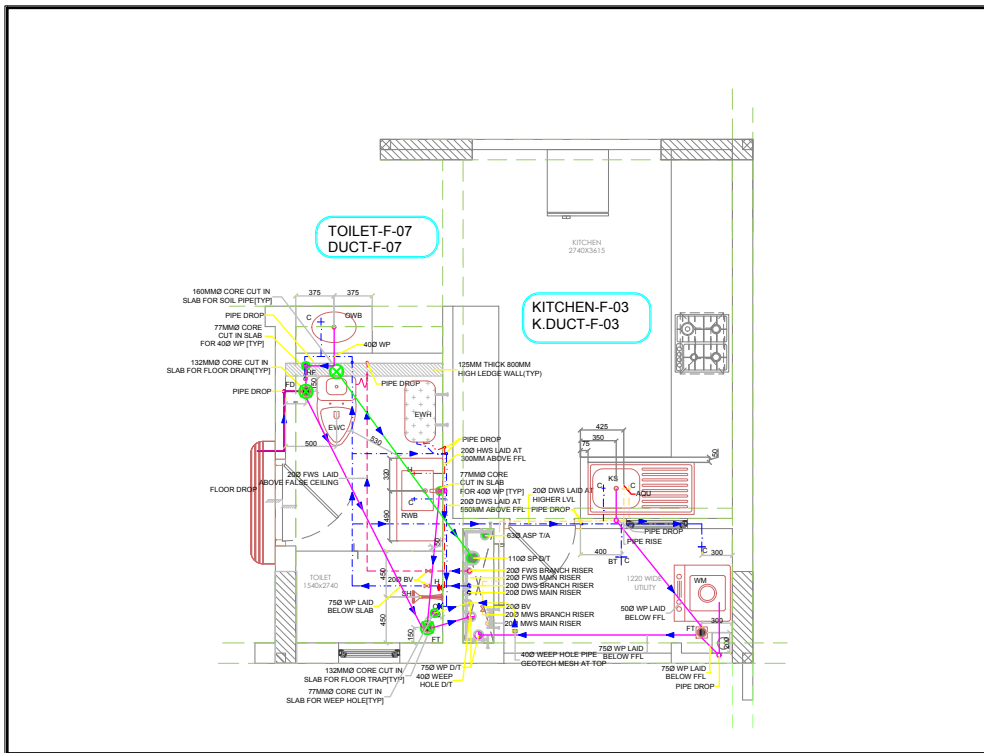 TOILET-F-07
DUCT-F-07
KITCHEN
2740X3615
KITCHEN-F-03
K.DUCT-F-03
160MMØ CORE CUT IN
SLAB FOR SOIL PIPE[TYP]
375
375
C
OWB
PIPE DROP
77MMØ CORE
CUT IN SLAB
FOR 40Ø WP [TYP]
40Ø WP
132MMØ CORE CUT IN
SLAB FOR FLOOR DRAIN[TYP]
HF
125MM THICK 800MM
HIGH LEDGE WALL(TYP)
PIPE DROP
PIPE DROP
FD
150
EWC
EWH
500
530
PIPE DROP
20Ø HWS LAID AT
300MM ABOVE FFL
77MMØ CORE
CUT IN SLAB
FOR 40Ø WP [TYP]
20Ø DWS LAID AT
550MM ABOVE FFL
20Ø FWS LAID
ABOVE FALSE CEILING
FLOOR DROP
320
H
C
490
RWB
425
350
75
50
KS
C
C
AQU
20Ø DWS LAID AT
HIGHER LVL
PIPE DROP
PIPE DROP
PIPE RISE
63Ø ASP T/A
110Ø SP D/T
400
BT
C
C
300
20Ø FWS BRANCH RISER
20Ø FWS MAIN RISER
20Ø DWS BRANCH RISER
20Ø DWS MAIN RISER
20Ø BV
20Ø MWS BRANCH RISER
20Ø MWS MAIN RISER
TOILET
1540x2740
450
20Ø BV
H
SH
75Ø WP LAID
BELOW SLAB
450
150
FT
1220 WIDE
UTILITY
WM
50Ø WP LAID
BELOW FFL
300
FT
200
132MMØ CORE CUT IN
SLAB FOR FLOOR TRAP[TYP]
77MMØ CORE CUT IN
SLAB FOR WEEP HOLE[TYP]
75Ø WP D/T
40Ø WEEP
HOLE D/T
40Ø WEEP HOLE PIPE
GEOTECH MESH AT TOP
75Ø WP LAID
BELOW FFL
75Ø WP LAID
BELOW FFL
PIPE DROP